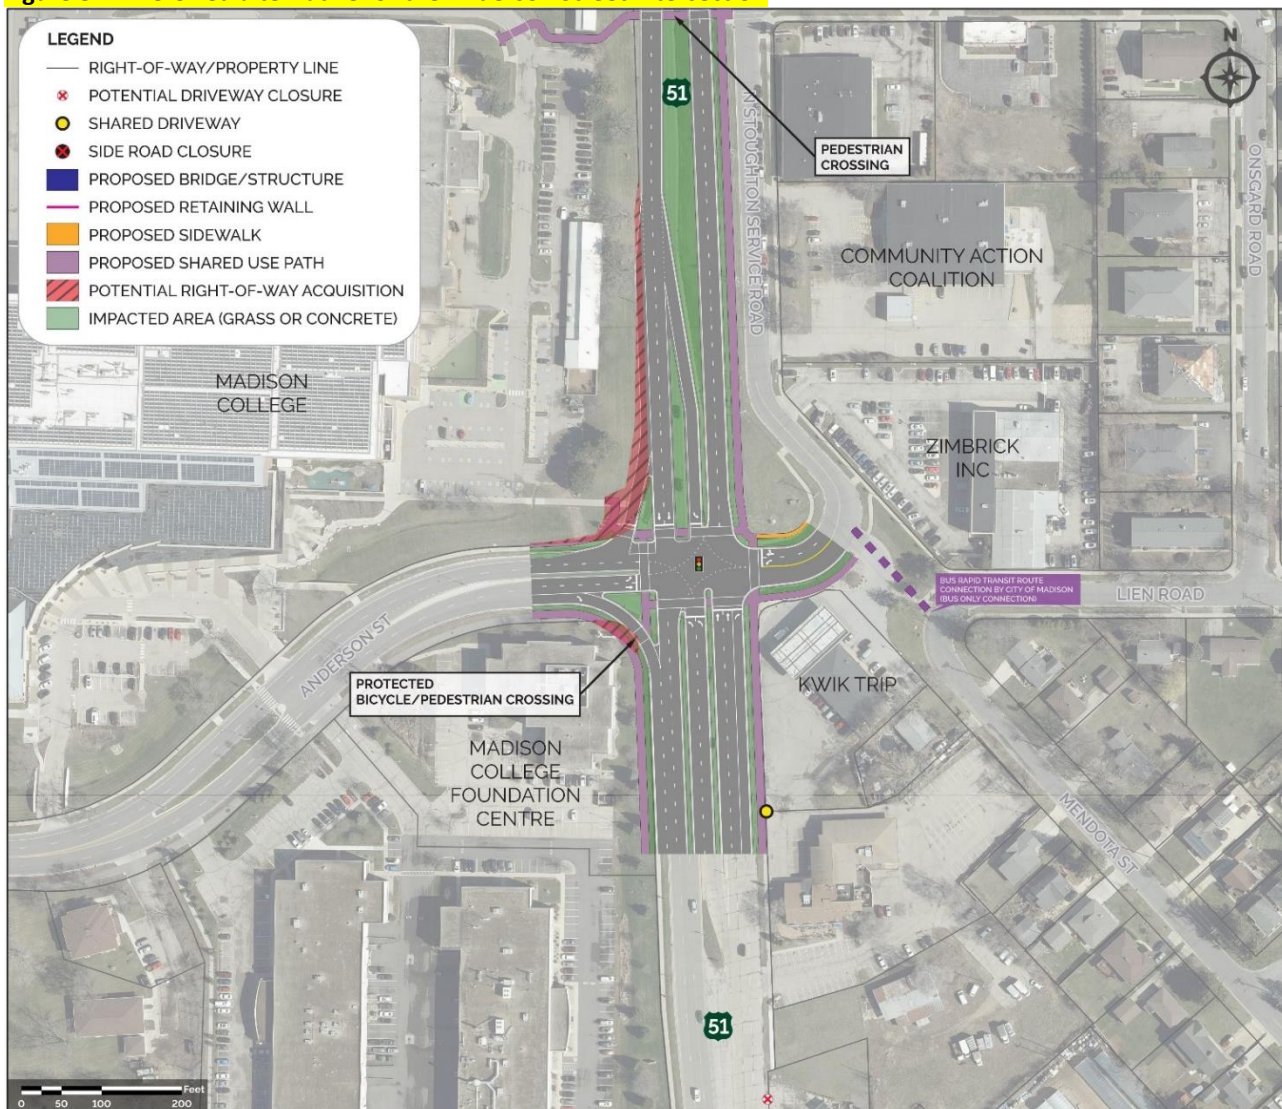 LEGEND
RIGHT-OF-WAY/PROPERTY LINE
POTENTIAL DRIVEWAY CLOSURE
SHARED DRIVEWAY
SIDE ROAD CLOSURE
PROPOSED BRIDGE/STRUCTURE
PROPOSED RETAINING WALL
PROPOSED SIDEWALK
PROPOSED SHARED USE PATH
POTENTIAL RIGHT-OF-WAY ACQUISITION
IMPACTED AREA (GRASS OR CONCRETE)
51
N
PEDESTRIAN
CROSSING
N STOUGHTON SERVICE ROAD
ONSGARD ROAD
COMMUNITY ACTION
COALITION
MADISON
COLLEGE
ZIMBRICK
INC
BUS RAPID TRANSIT ROUTE
CONNECTION BY CITY OF MADISON
(BUS ONLY CONNECTION)
LIEN ROAD
ANDERSON ST
PROTECTED
BICYCLE/PEDESTRIAN CROSSING
KWIK TRIP
MADISON
COLLEGE
FOUNDATION
CENTRE
MENDOTA ST
51
Feet
0 50 100 200